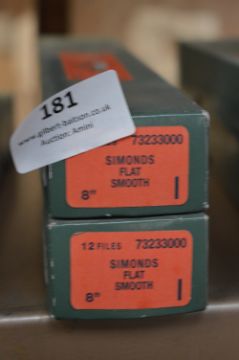 181
www.gilbert-baitson.co.uk
Auction: Amini
73233000
SIMONDS
FLAT
SMOOTH
8"
12 FILES 73233000
SIMONDS
FLAT
SMOOTH
8"